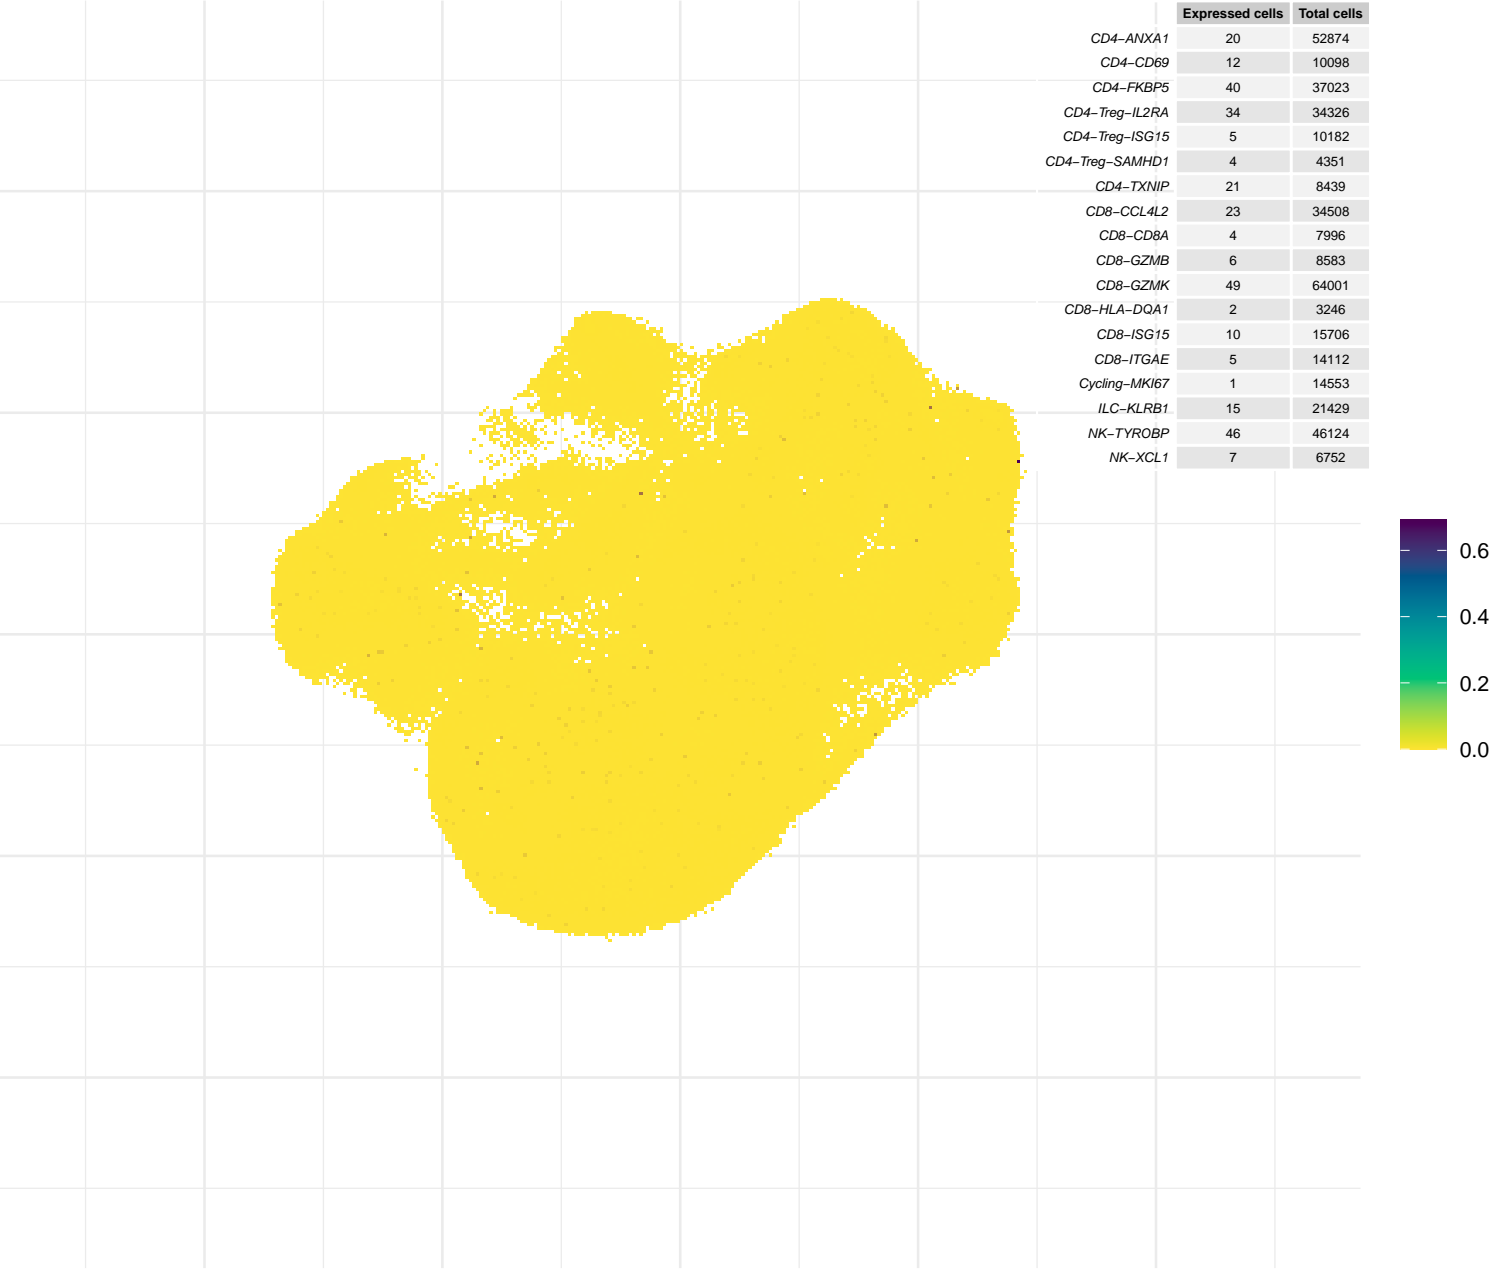 Expressed cells Total cells
CD4−ANXA1 20 52874
CD4−CD69 12 10098
CD4−FKBP5 40 37023
CD4−Treg−IL2RA 34 34326
CD4−Treg−ISG15 5 10182
CD4−Treg−SAMHD1 4 4351
CD4−TXNIP 21 8439
CD8−CCL4L2 23 34508
CD8−CD8A 4 7996
CD8−GZMB 6 8583
CD8−GZMK 49 64001
CD8−HLA−DQA1 2 3246
CD8−ISG15 10 15706
CD8−ITGAE 5 14112
Cycling−MKI67 1 14553
ILC−KLRB1 15 21429
NK−TYROBP 46 46124
NK−XCL1 7 6752
0.6
0.4
0.2
0.0